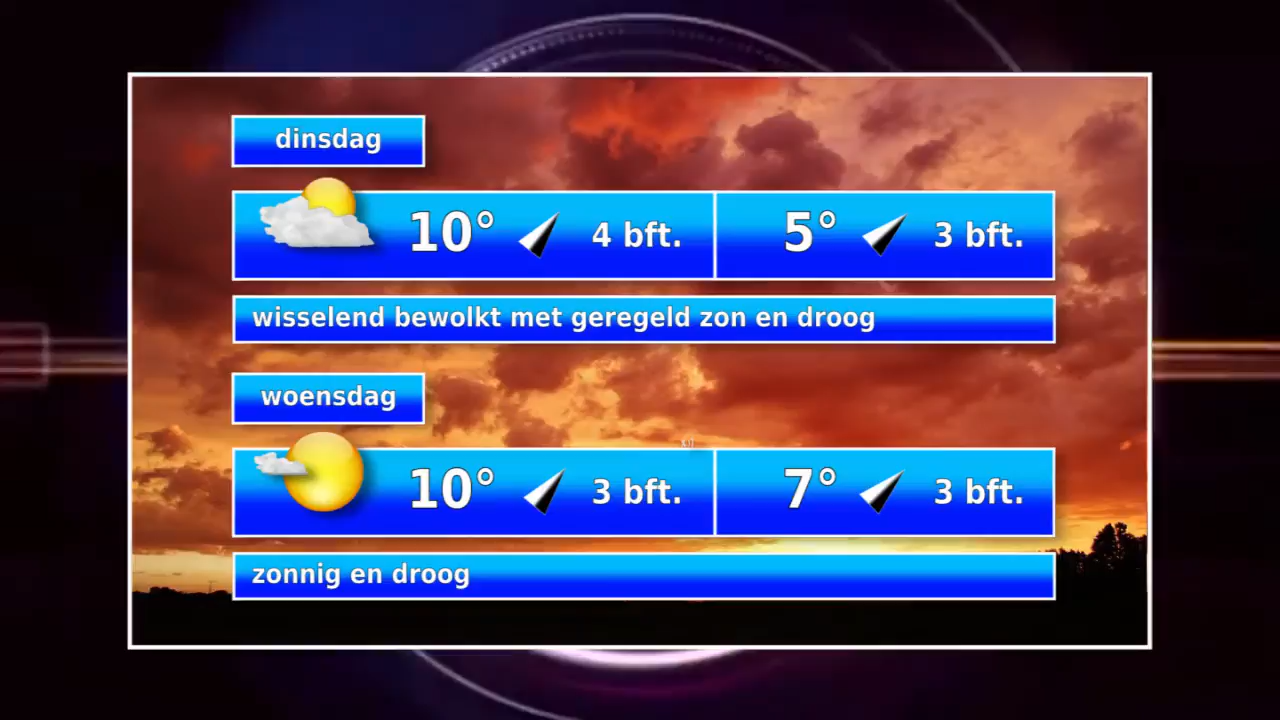 dinsdag
10° 4 bft. 5° 3 bft.
wisselend bewolkt met geregeld zon en droog
woensdag
10° 3 bft. 7° 3 bft.
zonnig en droog